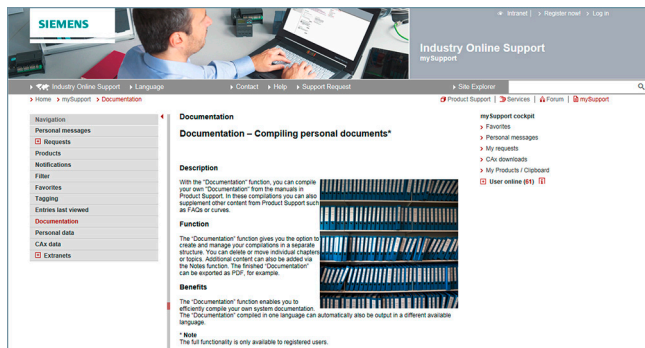 SIEMENS
Intranet | Register now! Log in
Industry Online Support
mySupport
Industry Online Support Language Contact Help Support Request Site Explorer
Home mySupport Documentation Product Support | Services | Forum | mySupport
Navigation
Personal messages
Requests
Products
Notifications
Filter
Favorites
Tagging
Entries last viewed
Documentation
Personal data
CAx data
Extranets
Documentation
Documentation – Compiling personal documents*
Description
With the "Documentation" function, you can compile
your own "Documentation" from the manuals in
Product Support. In these compilations you can also
supplement other content from Product Support such
as FAQs or curves.
Function
The "Documentation" function gives you the option to
create and manage your compilations in a separate
structure. You can delete or move individual chapters
or topics. Additional content can also be added via
the Notes function. The finished "Documentation"
can be exported as PDF, for example.
Benefits
The "Documentation" function enables you to
efficiently compile your own system documentation.
The "Documentation" compiled in one language can automatically also be output in a different available
language.
* Note
The full functionality is only available to registered users.
mySupport cockpit
Favorites
Personal messages
My requests
CAx downloads
My Products / Clipboard
User online (61)